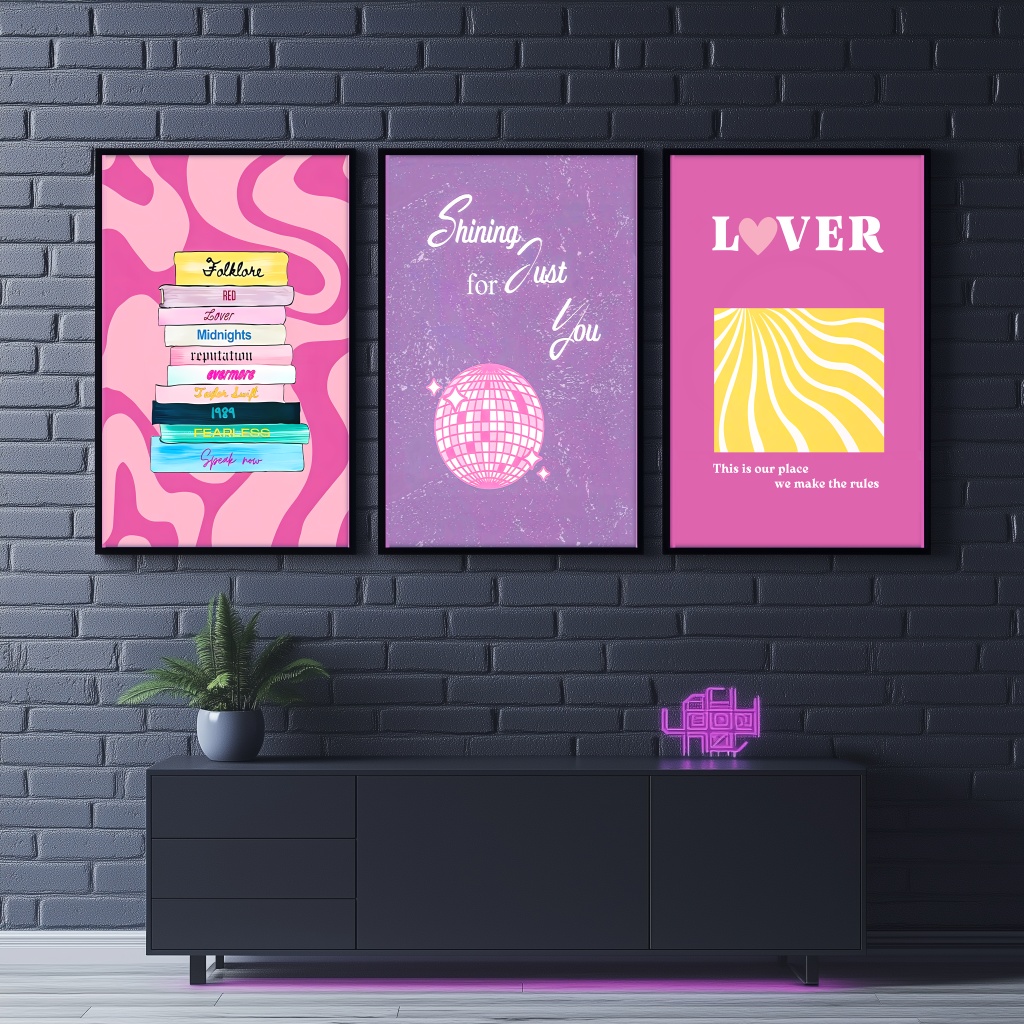 Folklore
RED
Lover
Midnights
reputation
evermore
Taylor Swift
1989
FEARLESS
Speak now
Shining
Just
for
You
LOVER
This is our place
we make the rules